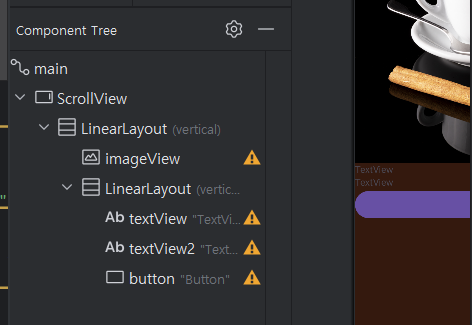 Component Tree
main
ScrollView
LinearLayout (vertical)
imageView
LinearLayout (vertic...
Ab textView "TextVi...
Ab textView2 "Text...
button "Button"
TextView
TextView
"